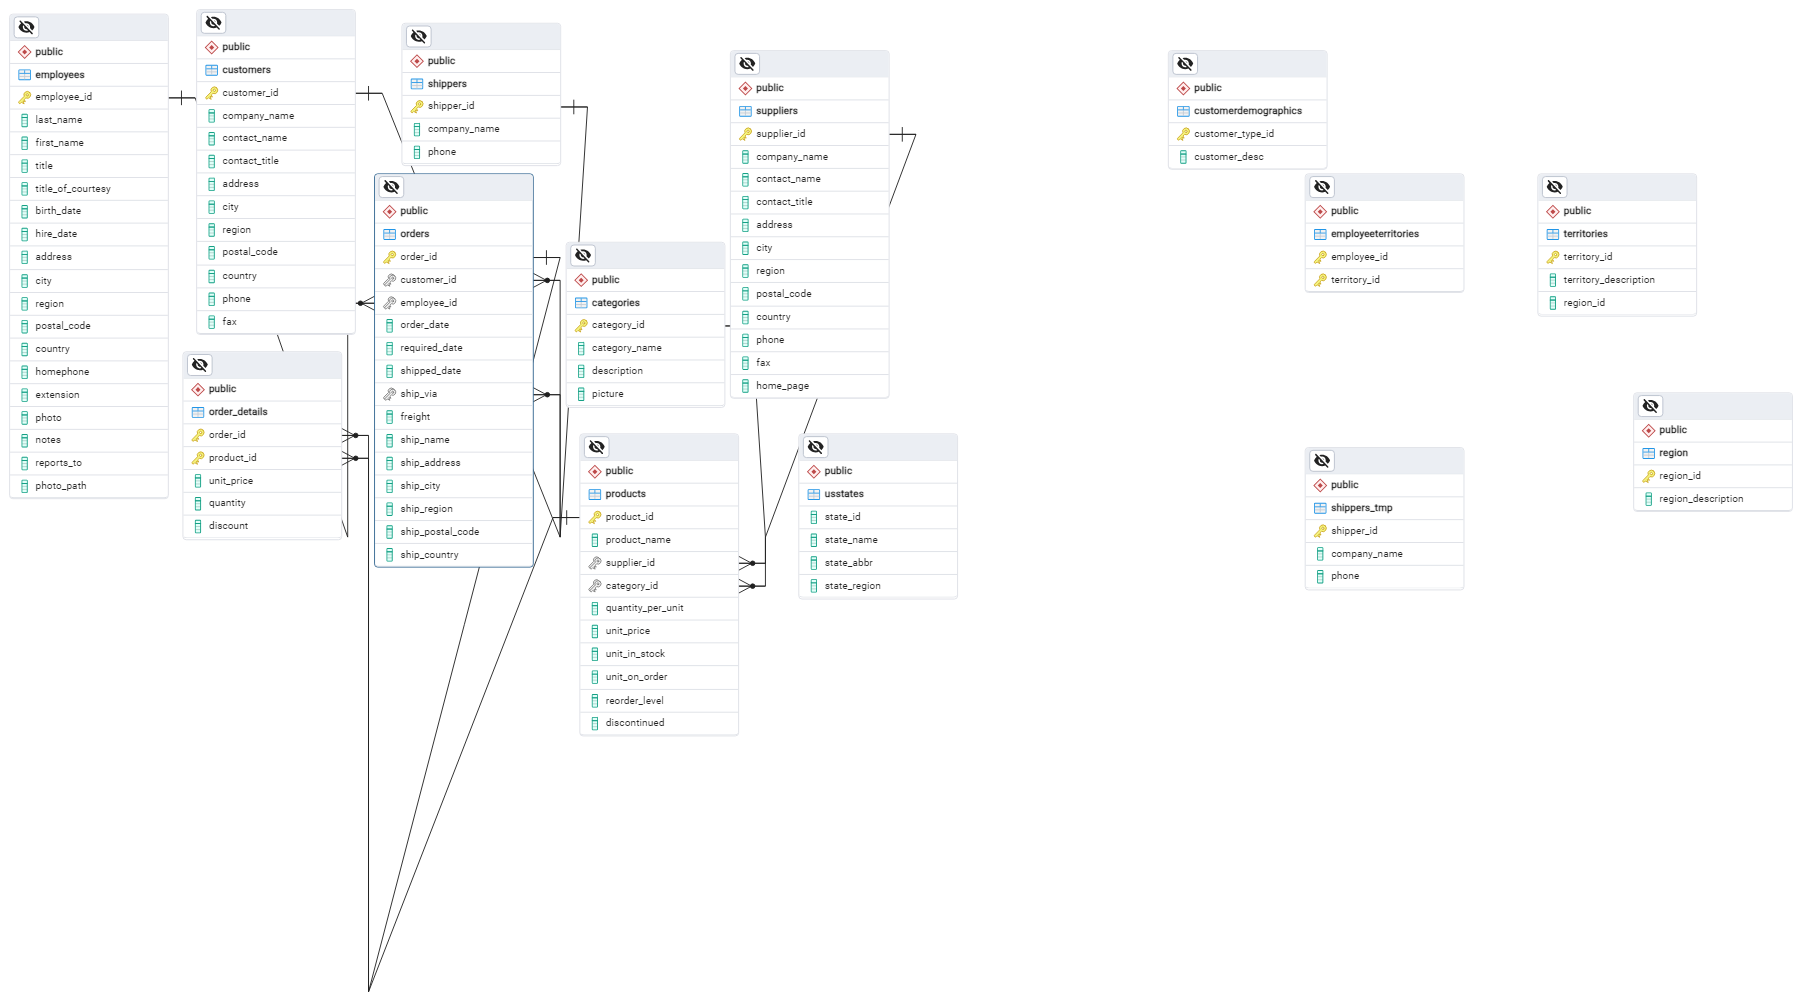 public
employees
employee_id
last_name
first_name
title
title_of_courtesy
birth_date
hire_date
address
city
region
postal_code
country
homephone
extension
photo
notes
reports_to
photo_path
public
customers
customer_id
company_name
contact_name
contact_title
address
city
region
postal_code
country
phone
fax
public
shippers
shipper_id
company_name
phone
public
orders
order_id
customer_id
employee_id
order_date
required_date
shipped_date
ship_via
freight
ship_name
ship_address
ship_city
ship_region
ship_postal_code
ship_country
public
order_details
order_id
product_id
unit_price
quantity
discount
public
categories
category_id
category_name
description
picture
public
suppliers
supplier_id
company_name
contact_name
contact_title
address
city
region
postal_code
country
phone
fax
home_page
public
products
product_id
product_name
supplier_id
category_id
quantity_per_unit
unit_price
unit_in_stock
unit_on_order
reorder_level
discontinued
public
usstates
state_id
state_name
state_abbr
state_region
public
customerdemographics
customer_type_id
customer_desc
public
employeeterritories
employee_id
territory_id
public
territories
territory_id
territory_description
region_id
public
shippers_tmp
shipper_id
company_name
phone
public
region
region_id
region_description